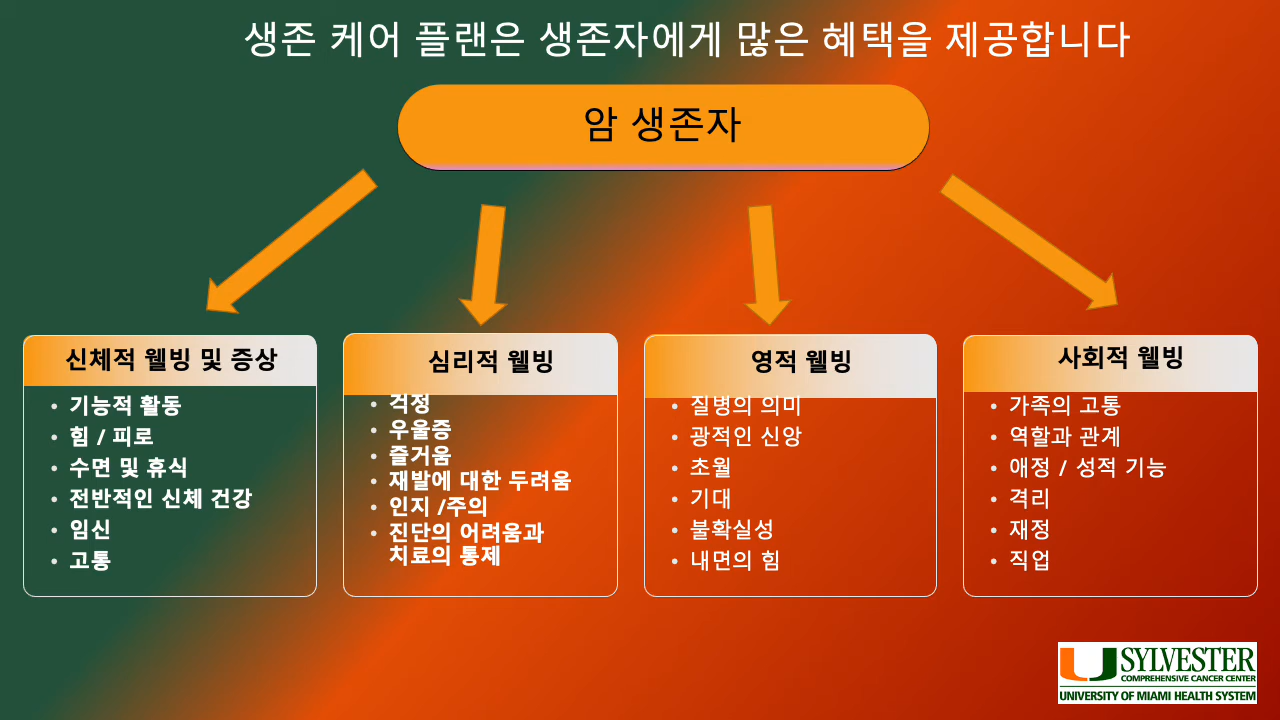 생존 케어 플랜은 생존자에게 많은 혜택을 제공합니다
암 생존자
신체적 웰빙 및 증상
• 기능적 활동
• 힘 / 피로
• 수면 및 휴식
• 전반적인 신체 건강
• 임신
• 고통
심리적 웰빙
• 걱정
• 우울증
• 즐거움
• 재발에 대한 두려움
• 인지 /주의
• 진단의 어려움과
치료의 통제
영적 웰빙
• 질병의 의미
• 광적인 신앙
• 초월
• 기대
• 불확실성
• 내면의 힘
사회적 웰빙
• 가족의 고통
• 역할과 관계
• 애정 / 성적 기능
• 격리
• 재정
• 직업
SYLVESTER
COMPREHENSIVE CANCER CENTER
UNIVERSITY OF MIAMI HEALTH SYSTEM